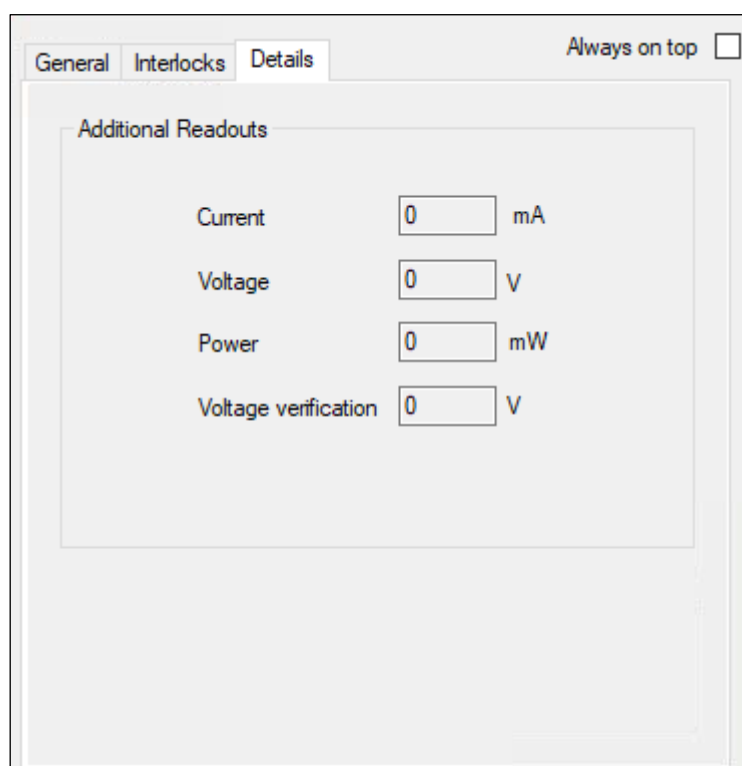 Always on top
General Interlocks Details
Additional Readouts
Current 0 mA
Voltage 0 V
Power 0 mW
Voltage verification 0 V